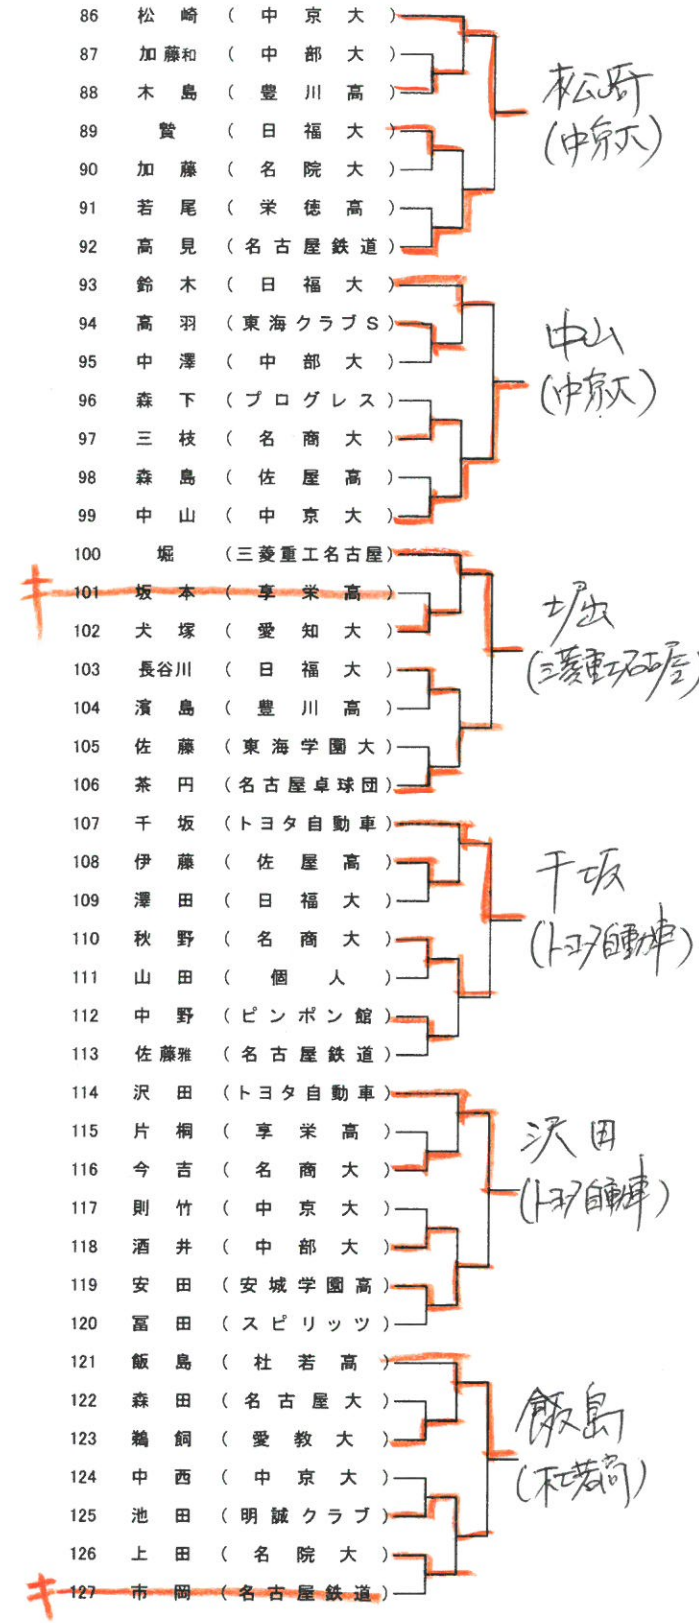 86 松崎 (中京大)
87 加藤和 (中部大)
88 木島 (豊川高)
89 贄 (日福大)
90 加藤 (名院大)
91 若尾 (栄徳高)
92 高見 (名古屋鉄道)
93 鈴木 (日福大)
94 高羽 (東海クラブS)
95 中澤 (中部大)
96 森下 (プログレス)
97 三枝 (名商大)
98 森島 (佐屋高)
99 中山 (中京大)
100 堀 (三菱重工名古屋)
キ 101 坂本 (享栄高)
102 犬塚 (愛知大)
103 長谷川 (日福大)
104 濱島 (豊川高)
105 佐藤 (東海学園大)
106 茶円 (名古屋卓球団)
107 千坂 (トヨタ自動車)
108 伊藤 (佐屋高)
109 澤田 (日福大)
110 秋野 (名商大)
111 山田 (個人)
112 中野 (ピンポン館)
113 佐藤雅 (名古屋鉄道)
114 沢田 (トヨタ自動車)
115 片桐 (享栄高)
116 今吉 (名商大)
117 則竹 (中京大)
118 酒井 (中部大)
119 安田 (安城学園高)
120 冨田 (スピリッツ)
121 飯島 (杜若高)
122 森田 (名古屋大)
123 鵜飼 (愛教大)
124 中西 (中京大)
125 池田 (明誠クラブ)
126 上田 (名院大)
キ 127 市岡 (名古屋鉄道)
松崎
(中京大)
中山
(中京大)
堀
(三菱重工名古屋)
千坂
(トヨタ自動車)
沢田
(トヨタ自動車)
飯島
(杜若高)